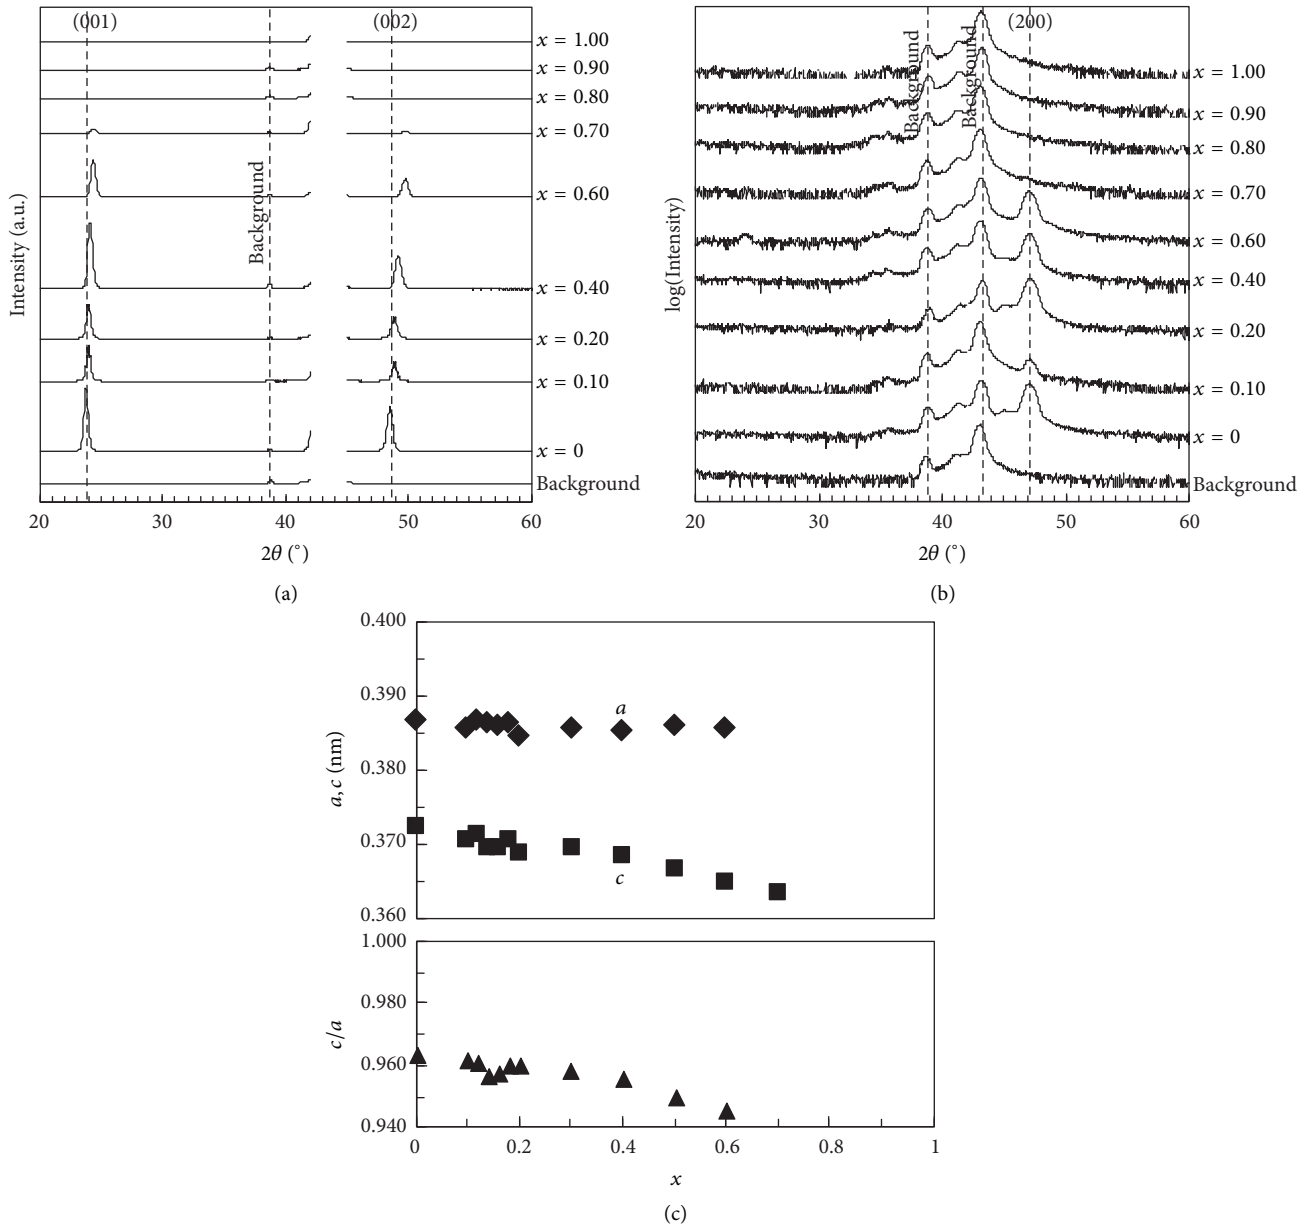 (001)
(002)
x = 1.00
x = 0.90
x = 0.80
x = 0.70
x = 0.60
x = 0.40
x = 0.20
x = 0.10
x = 0
Background
Background
Intensity (a.u.)
20
30
40
50
60
2θ (°)
(a)
(200)
Background
Background
x = 1.00
x = 0.90
x = 0.80
x = 0.70
x = 0.60
x = 0.40
x = 0.20
x = 0.10
x = 0
Background
log(Intensity)
20
30
40
50
60
2θ (°)
(b)
0.400
0.390
0.380
0.370
0.360
a, c (nm)
a
c
1.000
0.980
0.960
0.940
c/a
0
0.2
0.4
0.6
0.8
1
x
(c)